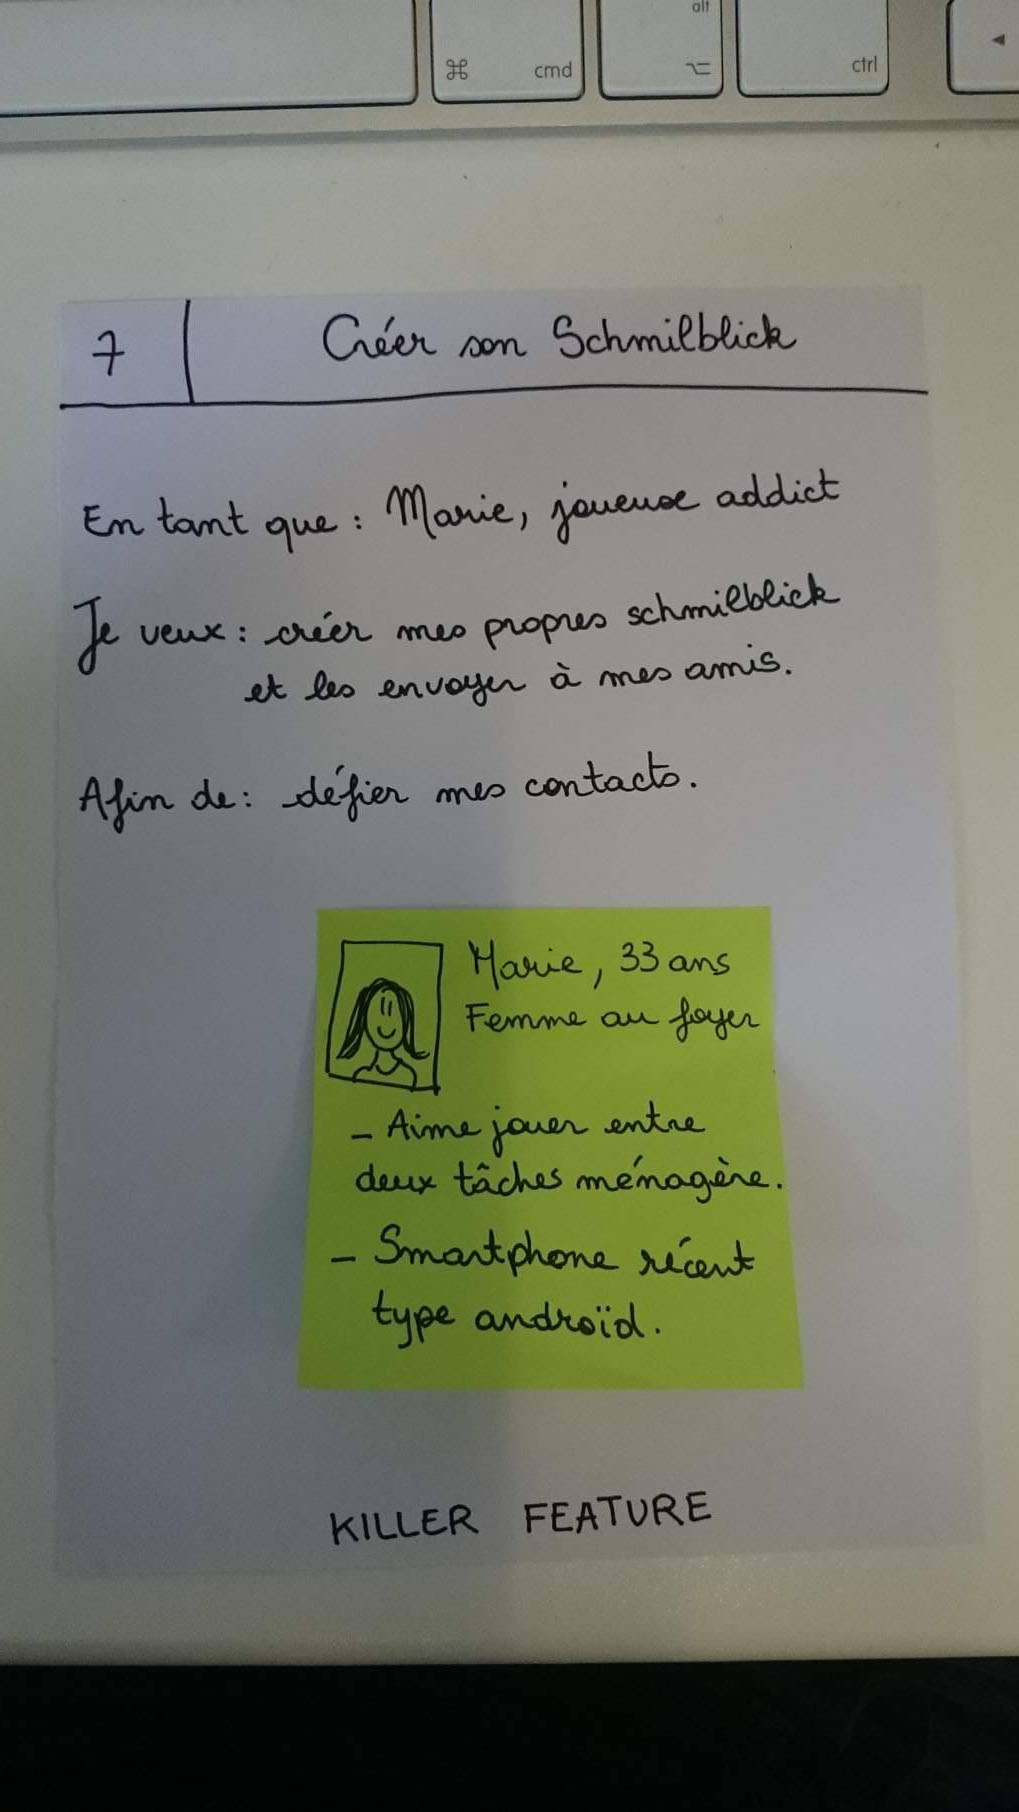 alt
⌘ cmd ⌥ ctrl ◄
7 Créer son Schmilblick
En tant que : Marie, joueuse addict
Je veux : créer mes propres schmilblick
et les envoyer à mes amis.
Afin de : défier mes contacts.
Marie, 33 ans
Femme au foyer
- Aime jouer entre
deux tâches ménagère.
- Smartphone récent
type androïd.
KILLER FEATURE